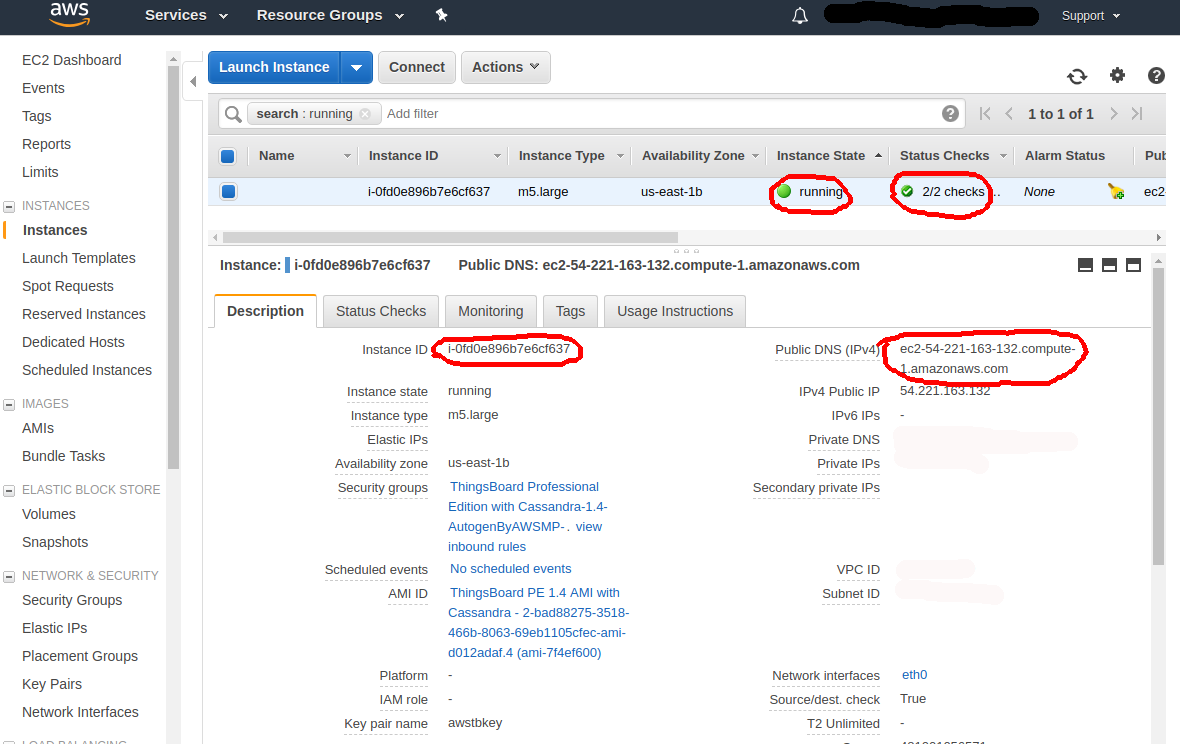 aws Services Resource Groups Support
EC2 Dashboard
Events
Tags
Reports
Limits
INSTANCES
Instances
Launch Templates
Spot Requests
Reserved Instances
Dedicated Hosts
Scheduled Instances
IMAGES
AMIs
Bundle Tasks
ELASTIC BLOCK STORE
Volumes
Snapshots
NETWORK & SECURITY
Security Groups
Elastic IPs
Placement Groups
Key Pairs
Network Interfaces
LOAD BALANCING
Launch Instance Connect Actions
search : running Add filter 1 to 1 of 1
Name Instance ID Instance Type Availability Zone Instance State Status Checks Alarm Status Pub
i-0fd0e896b7e6cf637 m5.large us-east-1b running 2/2 checks ... None ec2-
Instance: i-0fd0e896b7e6cf637 Public DNS: ec2-54-221-163-132.compute-1.amazonaws.com
Description Status Checks Monitoring Tags Usage Instructions
Instance ID i-0fd0e896b7e6cf637
Instance state running
Instance type m5.large
Elastic IPs
Availability zone us-east-1b
Security groups ThingsBoard Professional
Edition with Cassandra-1.4-
AutogenByAWSMP-. view
inbound rules
Scheduled events No scheduled events
AMI ID ThingsBoard PE 1.4 AMI with
Cassandra - 2-bad88275-3518-
466b-8063-69eb1105cfec-ami-
d012adaf.4 (ami-7f4ef600)
Platform -
IAM role -
Key pair name awstbkey
Public DNS (IPv4) ec2-54-221-163-132.compute-
1.amazonaws.com
IPv4 Public IP 54.221.163.132
IPv6 IPs -
Private DNS
Private IPs
Secondary private IPs
VPC ID
Subnet ID
Network interfaces eth0
Source/dest. check True
T2 Unlimited -